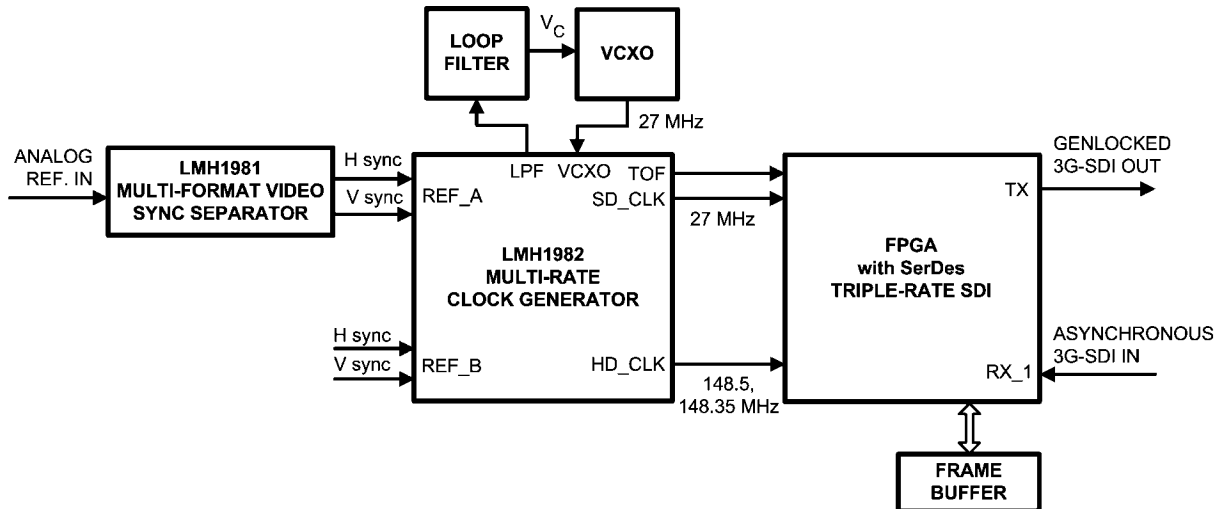 LOOP
FILTER
V_C
VCXO
27 MHz
ANALOG
REF. IN
LMH1981
MULTI-FORMAT VIDEO
SYNC SEPARATOR
H sync
V sync
REF_A
LPF
VCXO
TOF
SD_CLK
27 MHz
LMH1982
MULTI-RATE
CLOCK GENERATOR
H sync
V sync
REF_B
HD_CLK
148.5,
148.35 MHz
FPGA
with SerDes
TRIPLE-RATE SDI
TX
GENLOCKED
3G-SDI OUT
RX_1
ASYNCHRONOUS
3G-SDI IN
FRAME
BUFFER